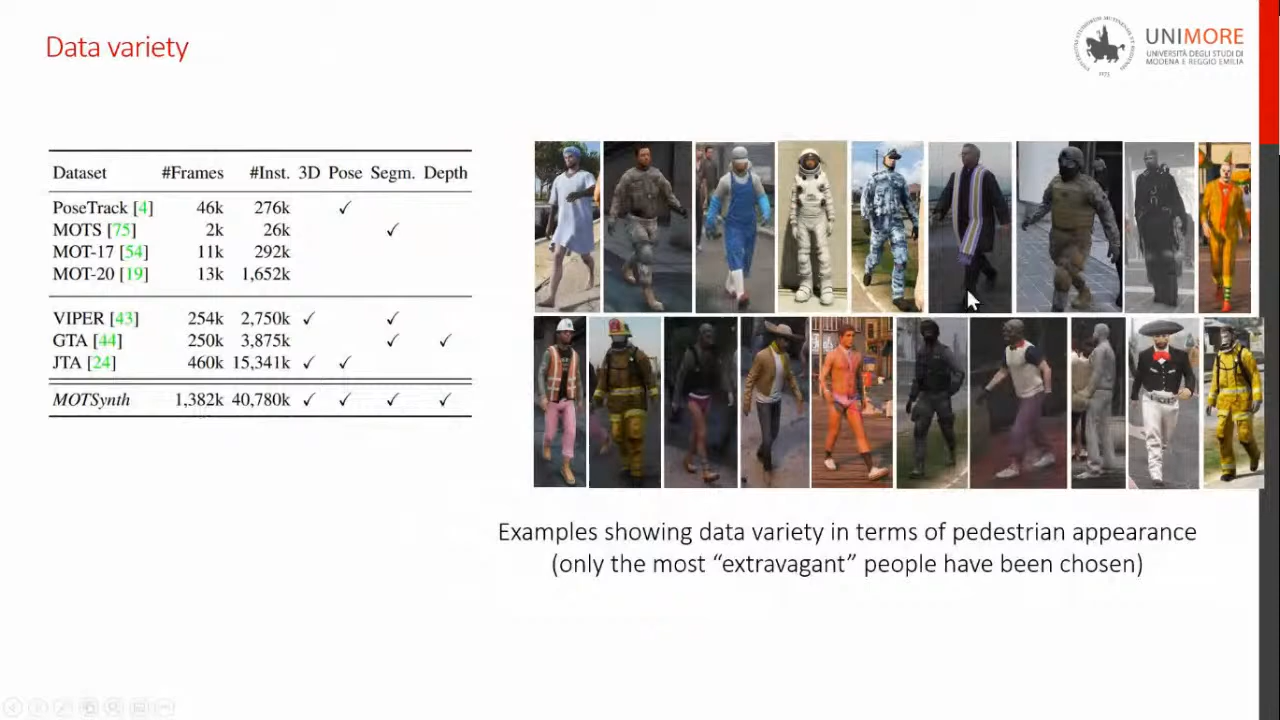 Data variety
UNIMORE
UNIVERSITÀ DEGLI STUDI DI
MODENA E REGGIO EMILIA
1175
Dataset #Frames #Inst. 3D Pose Segm. Depth
PoseTrack [4] 46k 276k ✓
MOTS [75] 2k 26k ✓
MOT-17 [54] 11k 292k
MOT-20 [19] 13k 1,652k
VIPER [43] 254k 2,750k ✓ ✓
GTA [44] 250k 3,875k ✓ ✓
JTA [24] 460k 15,341k ✓ ✓
MOTSynth 1,382k 40,780k ✓ ✓ ✓ ✓
Examples showing data variety in terms of pedestrian appearance
(only the most “extravagant” people have been chosen)